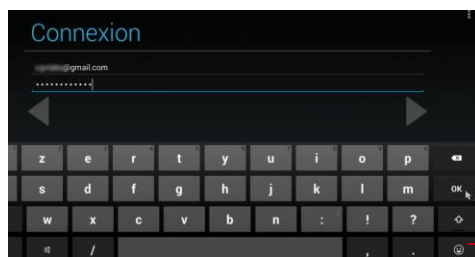 Connexion
@gmail.com
••••••••••••
z e r t y u i o p
s d f g h j k l m OK
w x c v b n : ! ?
/ , .